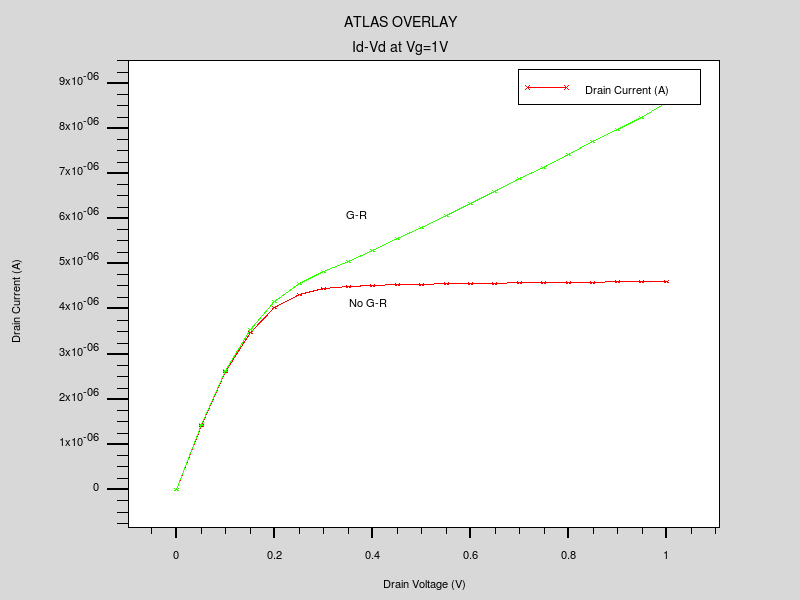 ATLAS OVERLAY
Id-Vd at Vg=1V
Drain Current (A)
9x10-06
8x10-06
7x10-06
6x10-06
5x10-06
4x10-06
3x10-06
2x10-06
1x10-06
0
G-R
No G-R
Drain Current (A)
0 0.2 0.4 0.6 0.8 1
Drain Voltage (V)